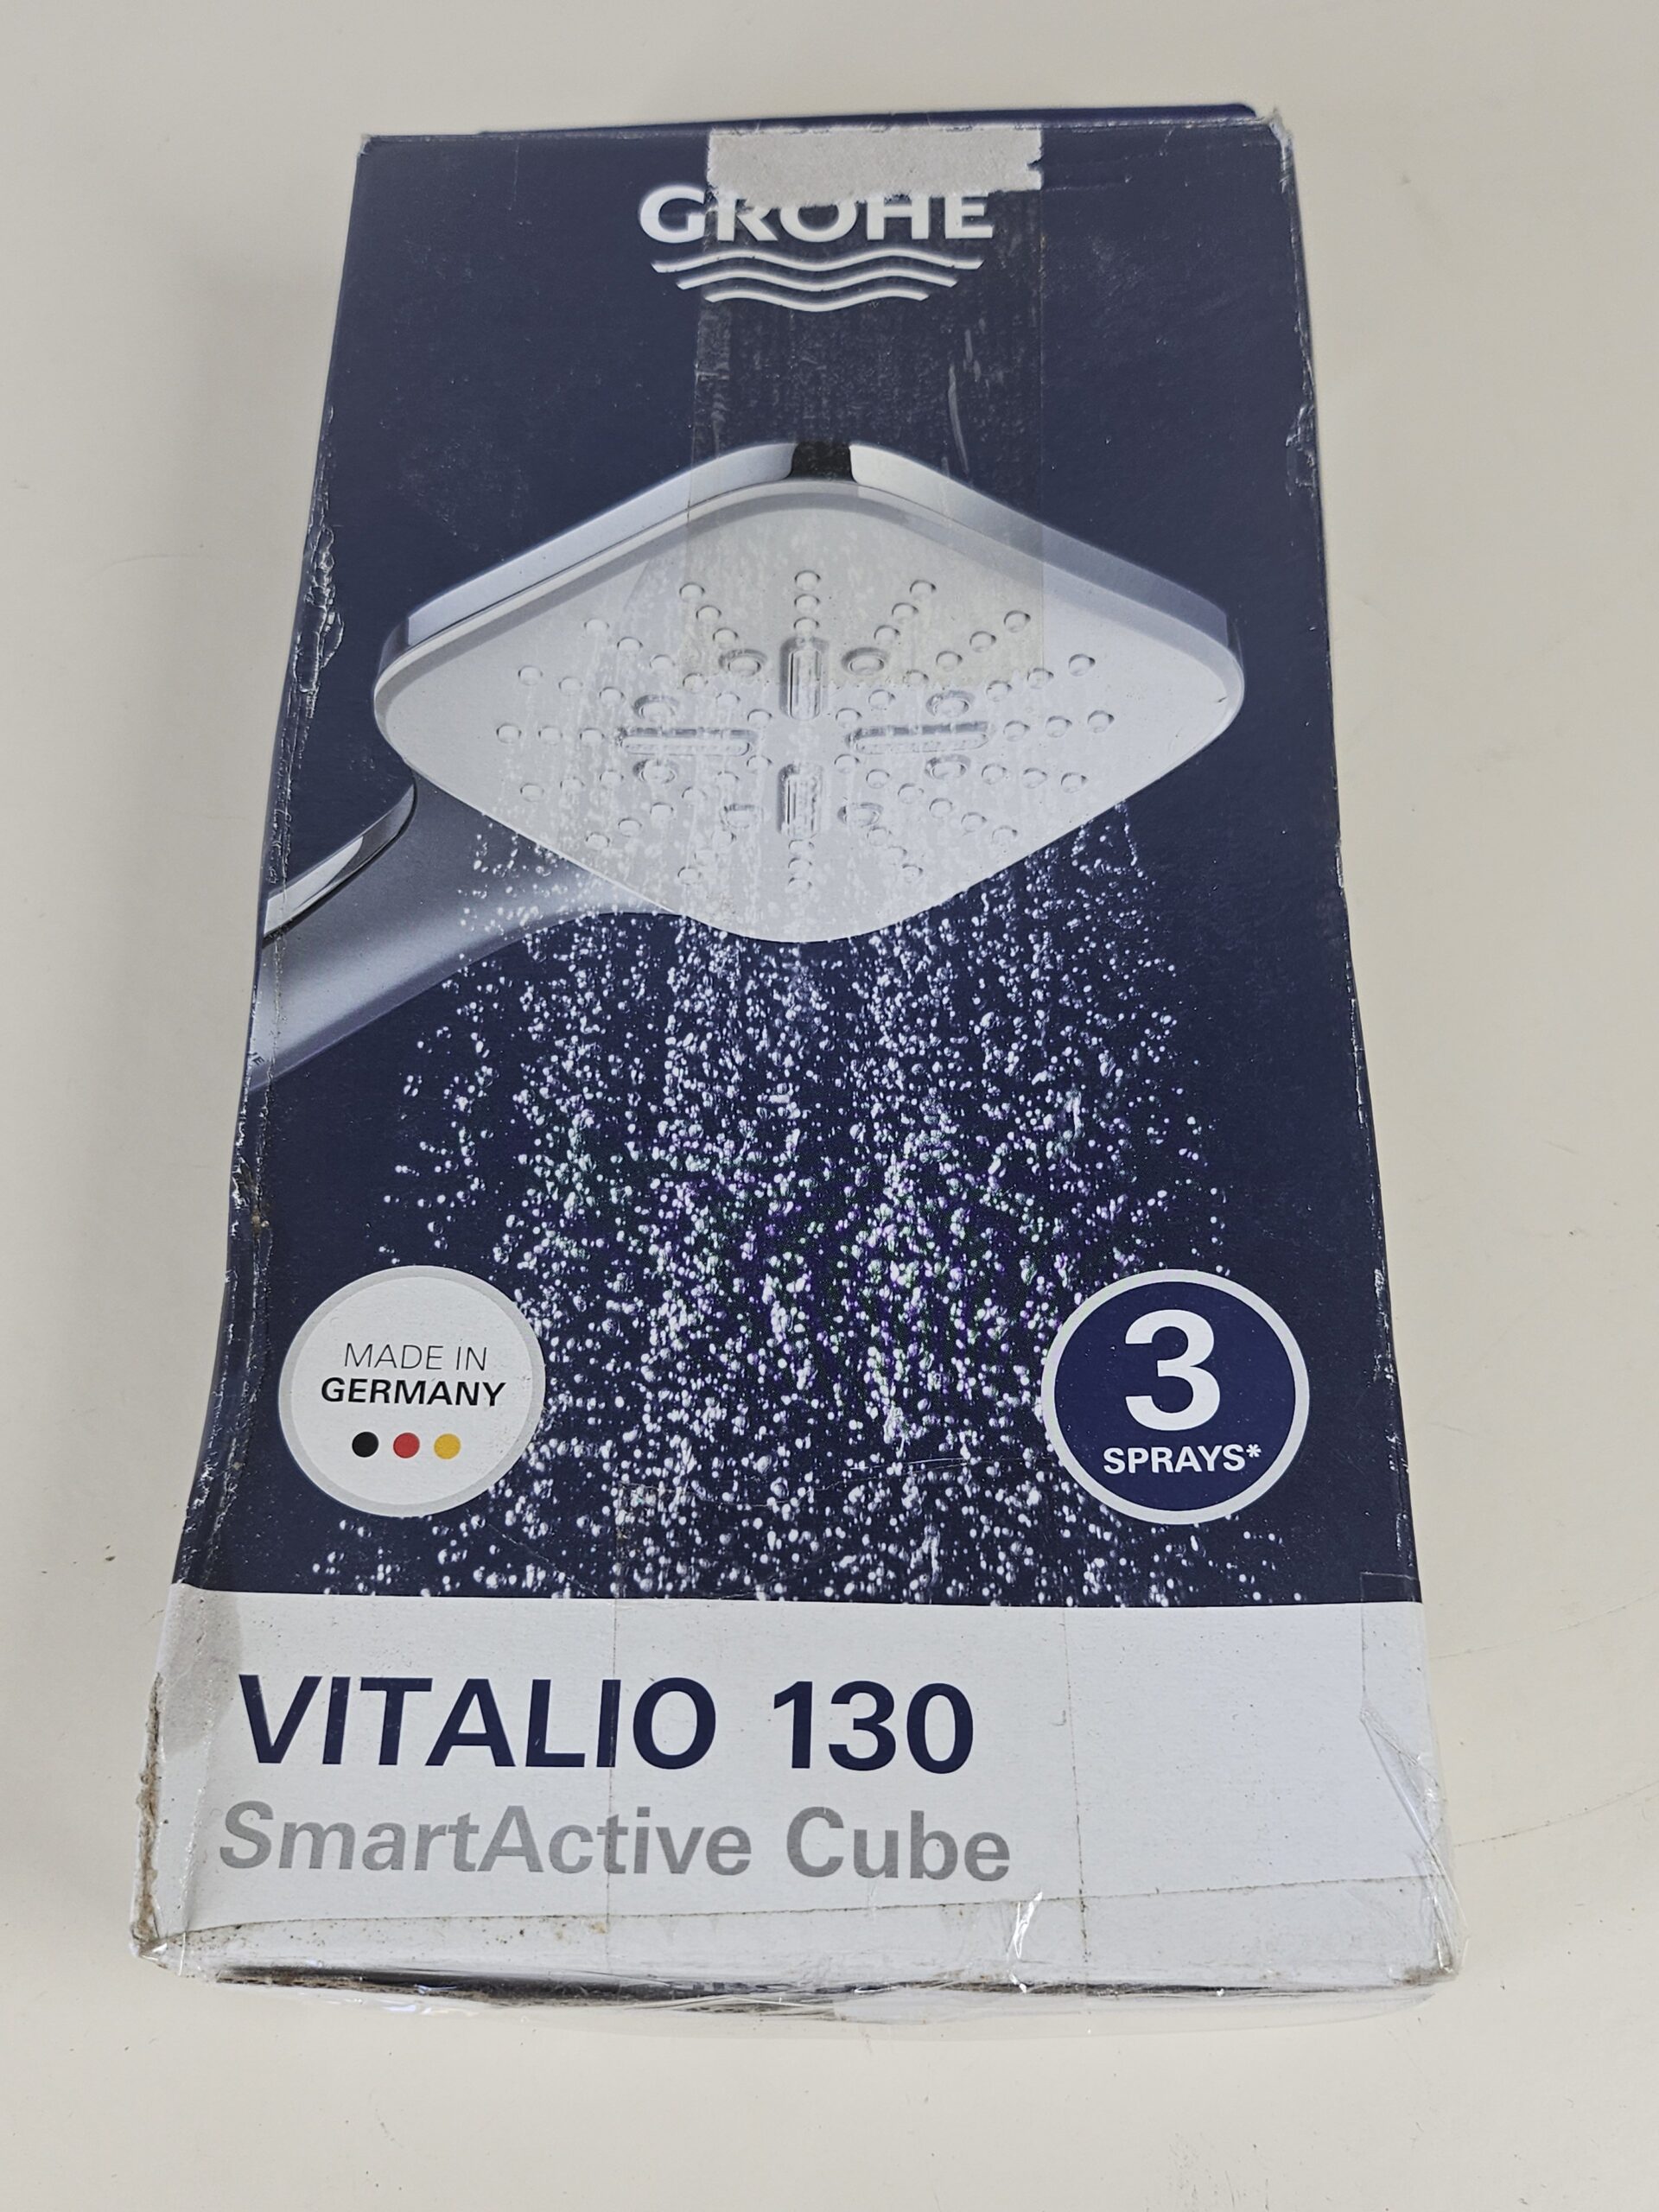 GROHE
MADE IN
GERMANY
3
SPRAYS*
VITALIO 130
SmartActive Cube